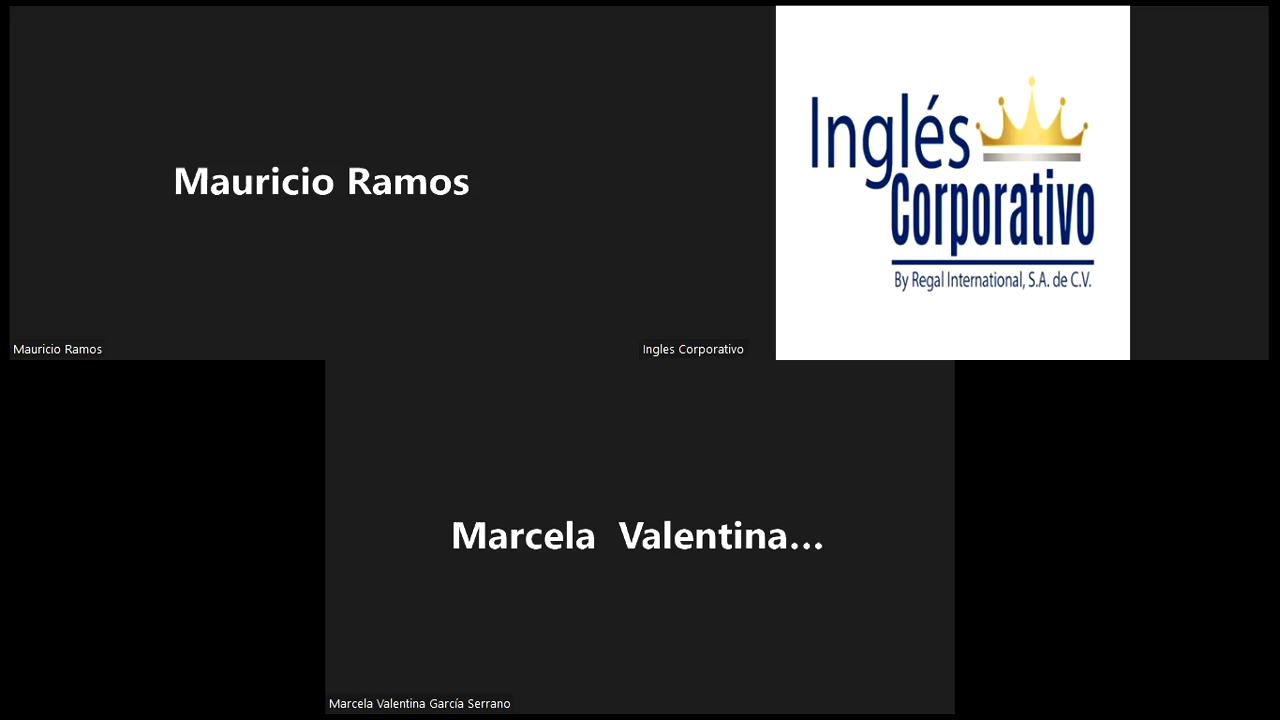 Mauricio Ramos
Mauricio Ramos
Inglés
Corporativo
By Regal International, S.A. de C.V.
Ingles Corporativo
Marcela Valentina...
Marcela Valentina García Serrano